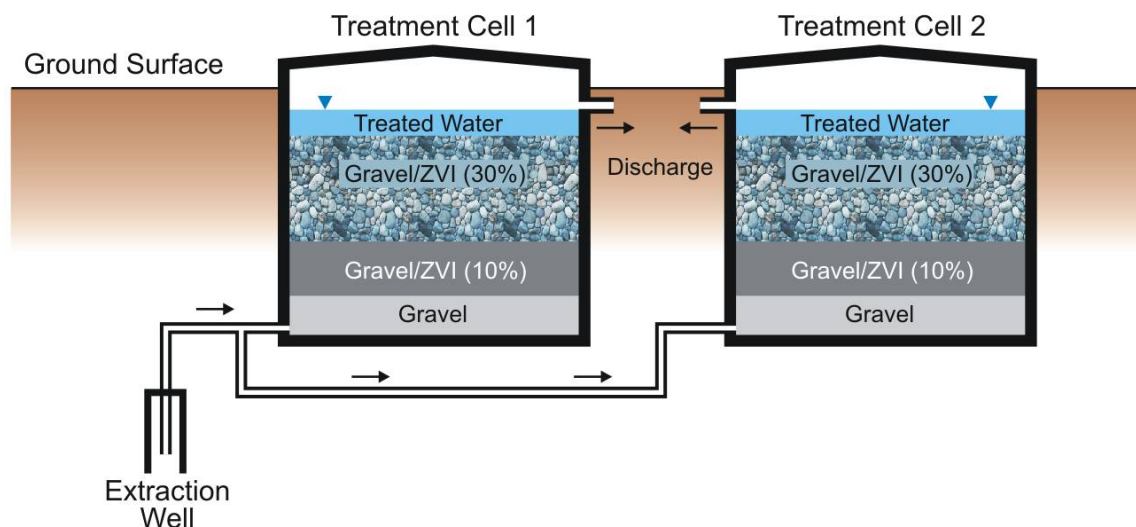 Treatment Cell 1
Treatment Cell 2
Ground Surface
Treated Water
Treated Water
Gravel/ZVI (30%)
Discharge
Gravel/ZVI (30%)
Gravel/ZVI (10%)
Gravel/ZVI (10%)
Gravel
Gravel
Extraction
Well